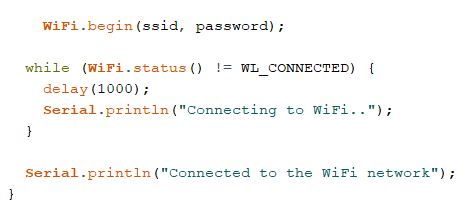 WiFi.begin(ssid, password);
while (WiFi.status() != WL_CONNECTED) {
delay(1000);
Serial.println("Connecting to WiFi..");
}
Serial.println("Connected to the WiFi network");
}